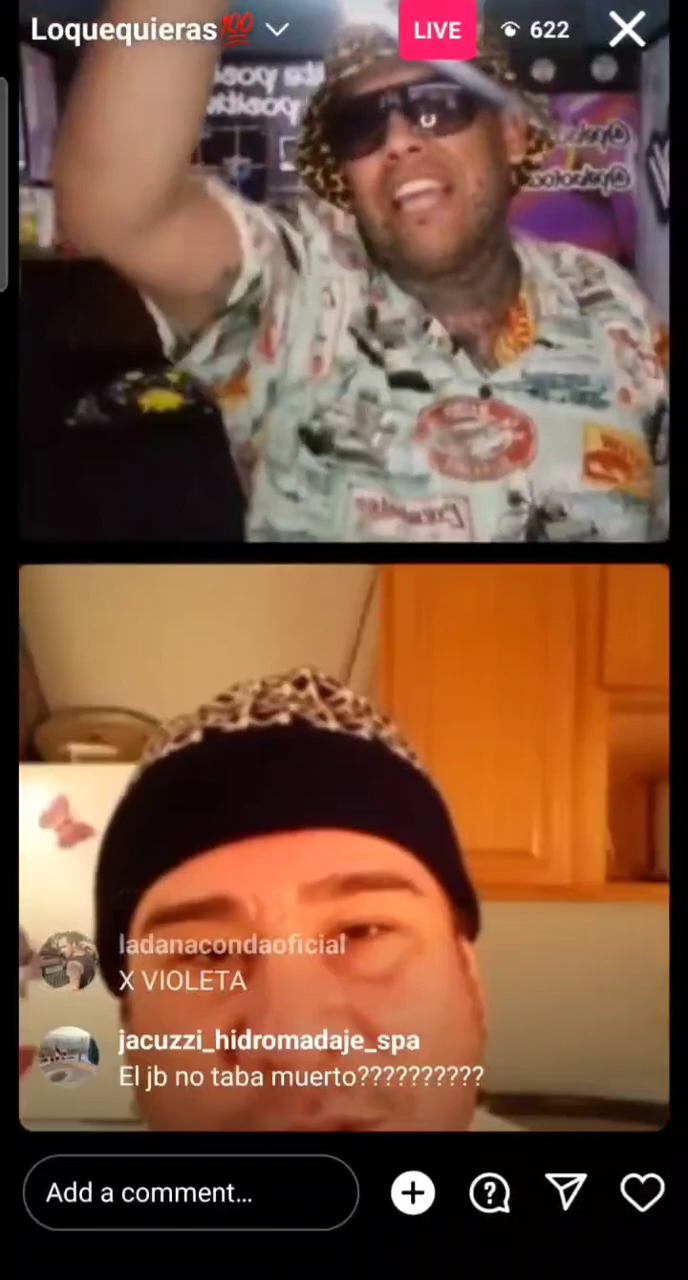 Loquequieras💯
LIVE
622
ladanacondaoficial
X VIOLETA
jacuzzi_hidromadaje_spa
El jb no taba muerto??????????
Add a comment...